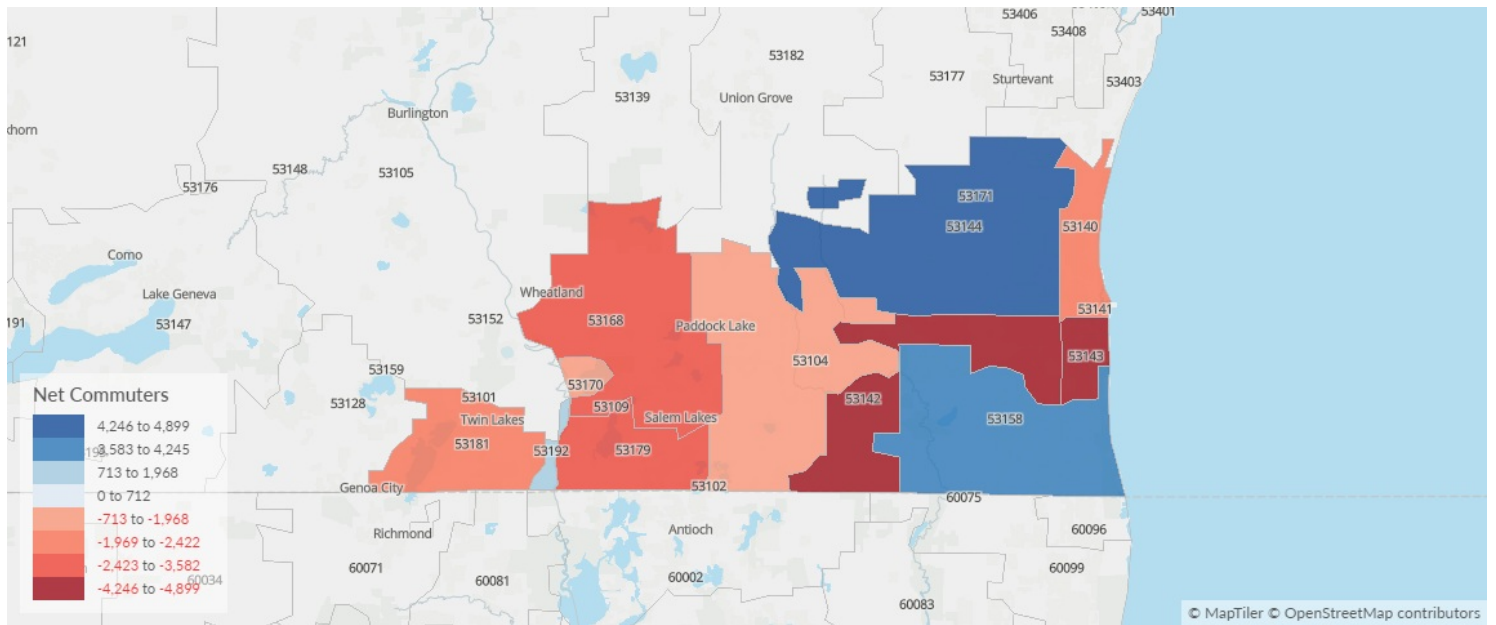 53406
53401
53408
121
53182
53177
Sturtevant
53403
53139
Union Grove
Burlington
xhorn
53148
53105
53176
53171
53144
53140
Como
Lake Geneva
Wheatland
53141
191
53147
53152
53168
Paddock Lake
53104
53143
53159
53170
53128
53101
53109
53142
Twin Lakes
Salem Lakes
53158
53181
53192
53179
Genoa City
53102
60075
Richmond
Antioch
60096
60071
60081
60002
60099
60034
60083
Net Commuters
4,246 to 4,899
3,583 to 4,245
713 to 1,968
0 to 712
-713 to -1,968
-1,969 to -2,422
-2,423 to -3,582
-4,246 to -4,899
© MapTiler © OpenStreetMap contributors